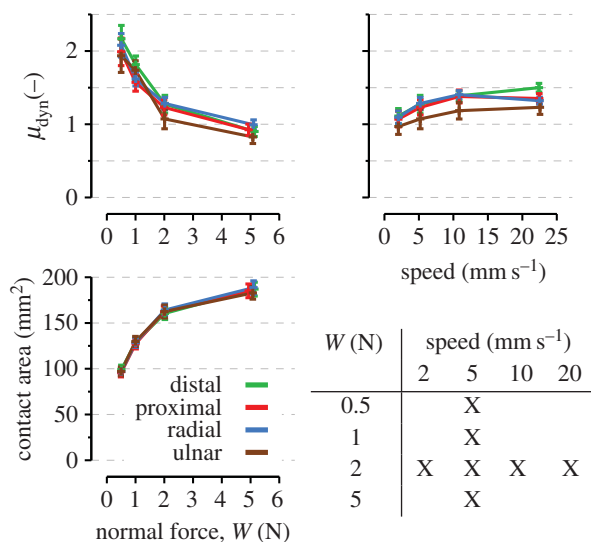 2
1
0
μdyn(–)
0 1 2 3 4 5 6
0 5 10 15 20 25
speed (mm s⁻¹)
200
150
100
50
0
contact area (mm²)
distal
proximal
radial
ulnar
0 1 2 3 4 5 6
normal force, W (N)
W (N) speed (mm s⁻¹)
2 5 10 20
0.5 X
1 X
2 X X X X
5 X